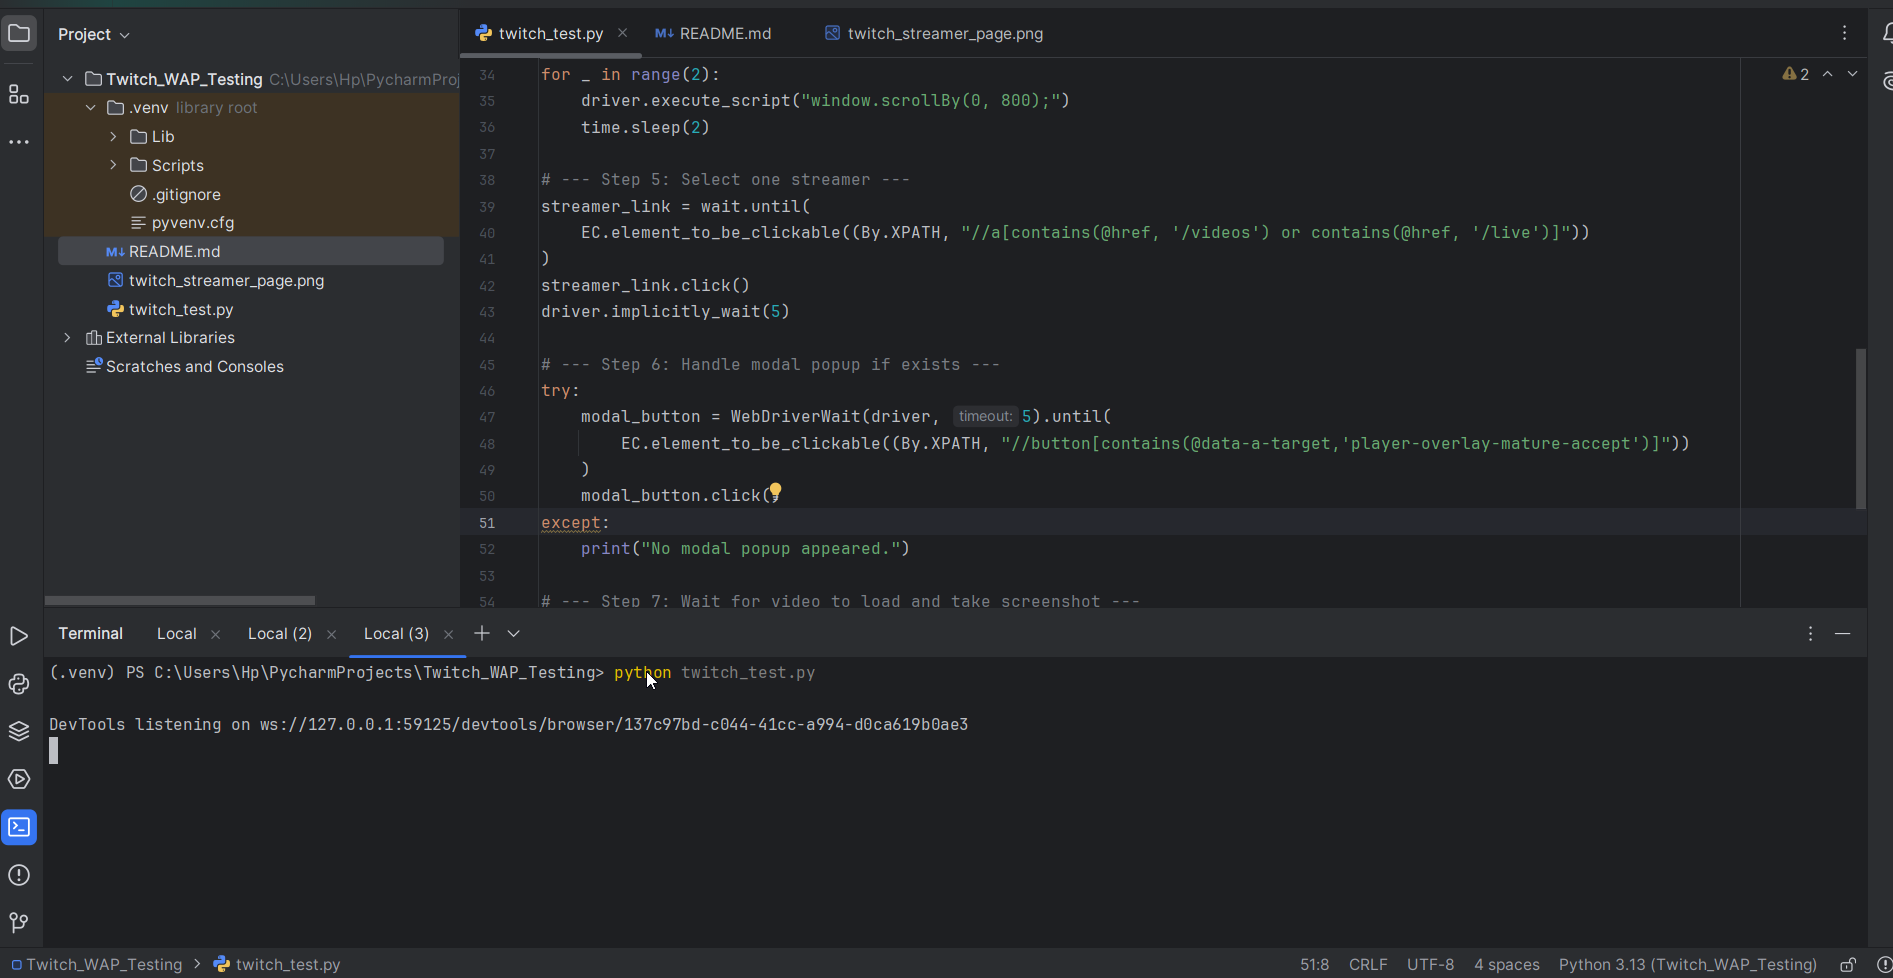 Project
twitch_test.py
README.md
twitch_streamer_page.png
Twitch_WAP_Testing C:\Users\Hp\PycharmProj
.venv library root
Lib
Scripts
.gitignore
pyvenv.cfg
README.md
twitch_streamer_page.png
twitch_test.py
External Libraries
Scratches and Consoles
2
34 for _ in range(2):
35 driver.execute_script("window.scrollBy(0, 800);")
36 time.sleep(2)
37
38 # --- Step 5: Select one streamer ---
39 streamer_link = wait.until(
40 EC.element_to_be_clickable((By.XPATH, "//a[contains(@href, '/videos') or contains(@href, '/live')]"))
41 )
42 streamer_link.click()
43 driver.implicitly_wait(5)
44
45 # --- Step 6: Handle modal popup if exists ---
46 try:
47 modal_button = WebDriverWait(driver, timeout: 5).until(
48 EC.element_to_be_clickable((By.XPATH, "//button[contains(@data-a-target,'player-overlay-mature-accept')]"))
49 )
50 modal_button.click()
51 except:
52 print("No modal popup appeared.")
53
54 # --- Step 7: Wait for video to load and take screenshot ---
Terminal Local Local (2) Local (3)
(.venv) PS C:\Users\Hp\PycharmProjects\Twitch_WAP_Testing> python twitch_test.py
DevTools listening on ws://127.0.0.1:59125/devtools/browser/137c97bd-c044-41cc-a994-d0ca619b0ae3
Twitch_WAP_Testing > twitch_test.py
51:8 CRLF UTF-8 4 spaces Python 3.13 (Twitch_WAP_Testing)